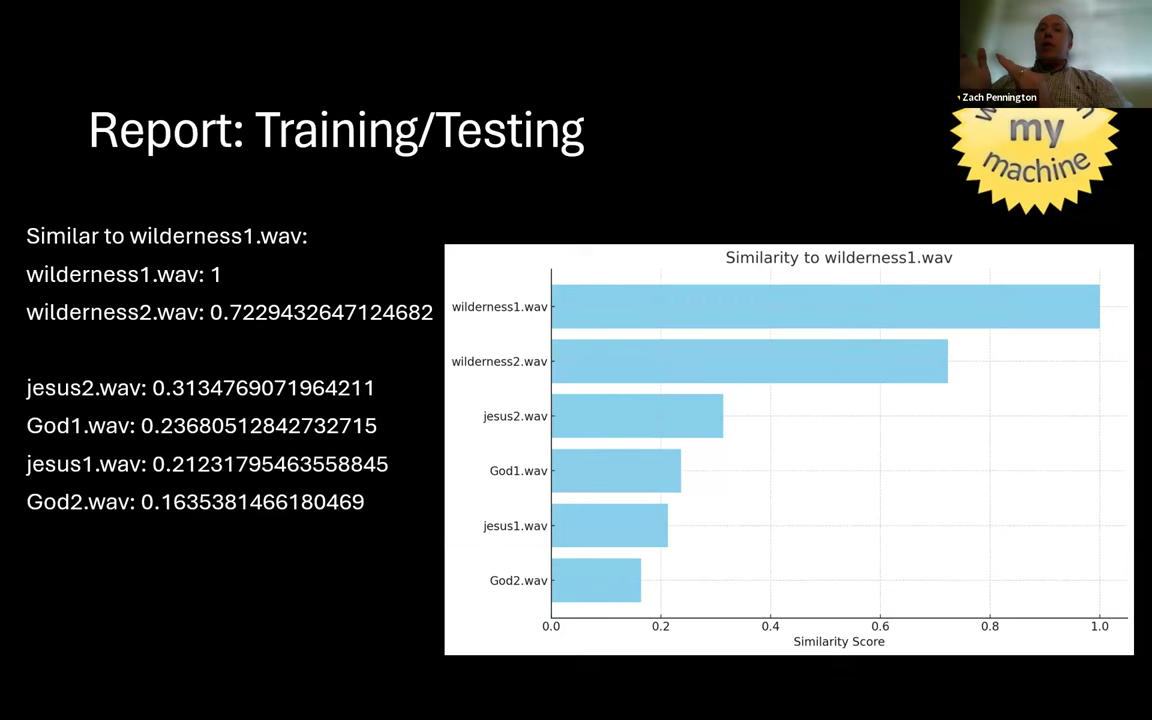 Zach Pennington
Report: Training/Testing
my
machine
Similar to wilderness1.wav:
wilderness1.wav: 1
wilderness2.wav: 0.7229432647124682
jesus2.wav: 0.3134769071964211
God1.wav: 0.23680512842732715
jesus1.wav: 0.21231795463558845
God2.wav: 0.1635381466180469
Similarity to wilderness1.wav
wilderness1.wav
wilderness2.wav
jesus2.wav
God1.wav
jesus1.wav
God2.wav
0.0 0.2 0.4 0.6 0.8 1.0
Similarity Score